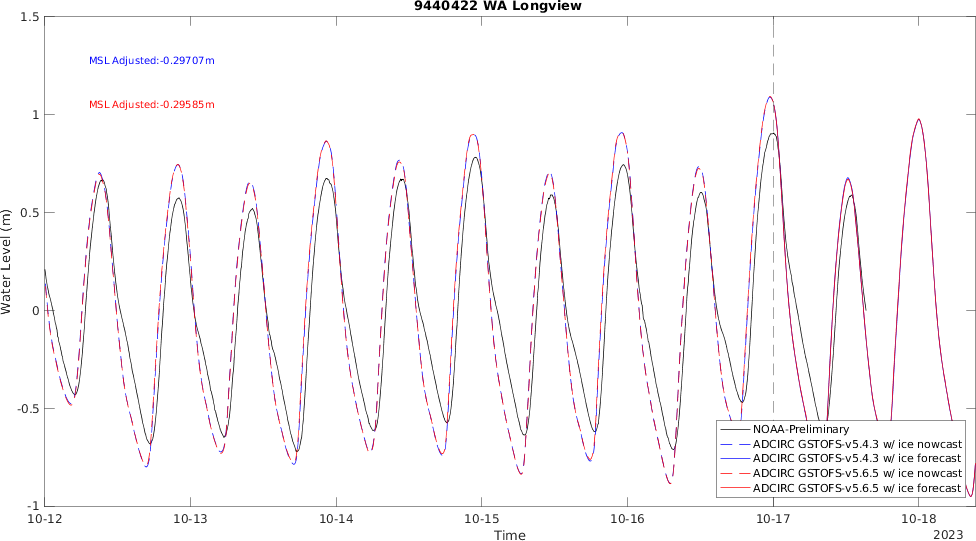 9440422 WA Longview
1.5
MSL Adjusted:-0.29707m
MSL Adjusted:-0.29585m
1
0.5
Water Level (m)
0
-0.5
NOAA-Preliminary
ADCIRC GSTOFS-v5.4.3 w/ ice nowcast
ADCIRC GSTOFS-v5.4.3 w/ ice forecast
ADCIRC GSTOFS-v5.6.5 w/ ice nowcast
ADCIRC GSTOFS-v5.6.5 w/ ice forecast
-1
10-12 10-13 10-14 10-15 10-16 10-17 10-18
Time
2023